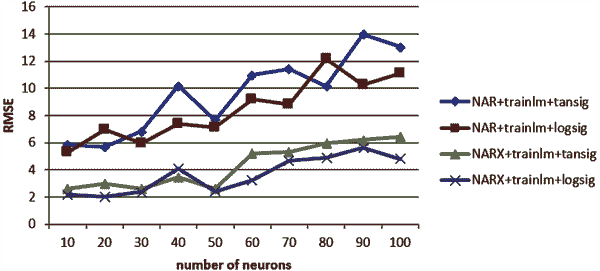 16
14
12
10
8
6
4
2
0
RMSE
10 20 30 40 50 60 70 80 90 100
number of neurons
NAR+trainlm+tansig
NAR+trainlm+logsig
NARX+trainlm+tansig
NARX+trainlm+logsig